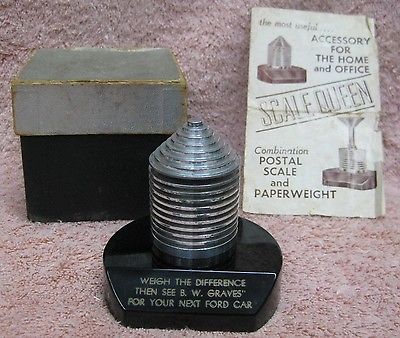 the most useful....
ACCESSORY
FOR
THE HOME
and OFFICE
SCALE QUEEN
Combination
POSTAL
SCALE
and
PAPERWEIGHT
WEIGH THE DIFFERENCE
THEN SEE B. W. GRAVES"
FOR YOUR NEXT FORD CAR